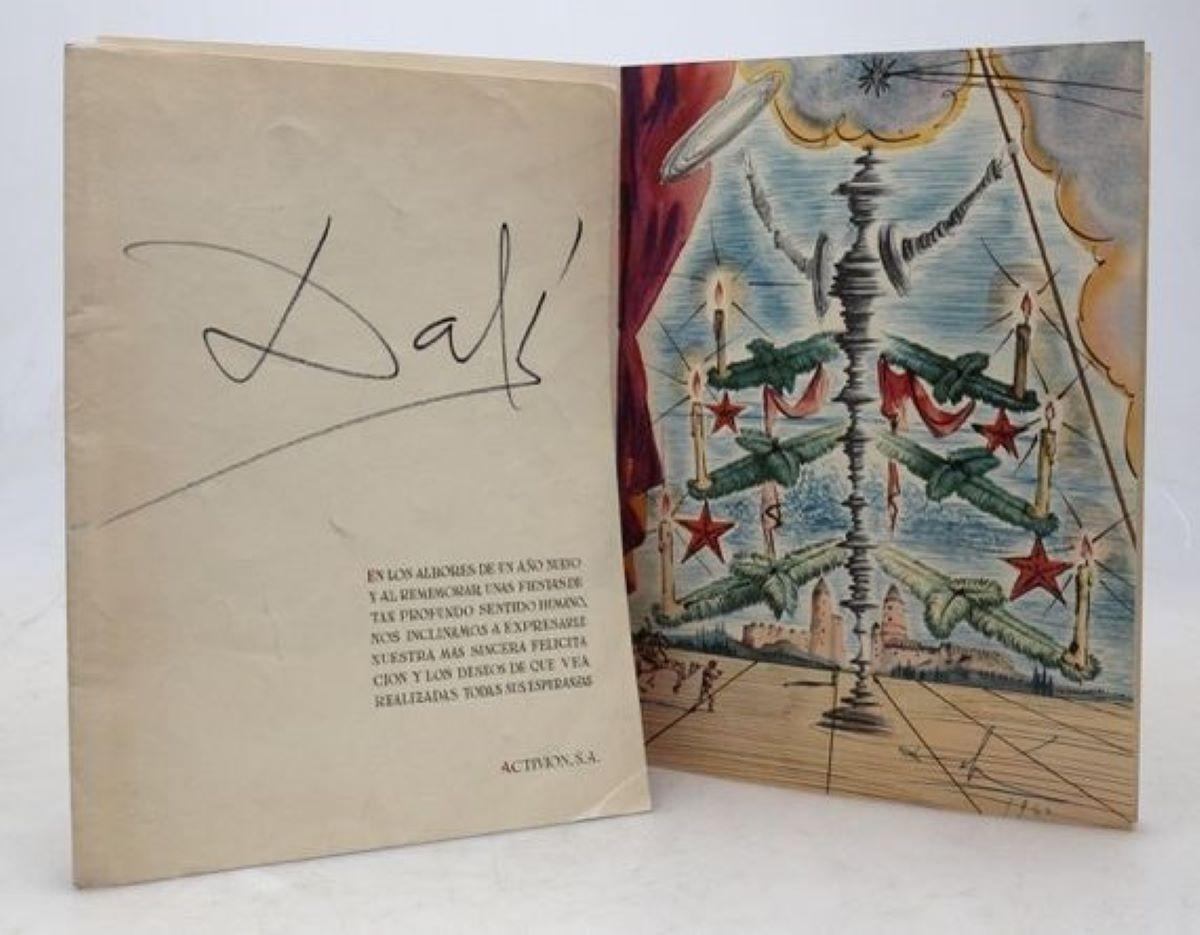 Dalí
EN LOS ALBORES DE UN AÑO NUEVO
Y AL REMEMORAR UNAS FIESTAS DE
TAN PROFUNDO SENTIDO HUMANO,
NOS INCLINAMOS A EXPRESARLE
NUESTRA MAS SINCERA FELICITA
CION Y LOS DESEOS DE QUE VEA
REALIZADAS TODAS SUS ESPERANZAS
ACTIVION, S.A.